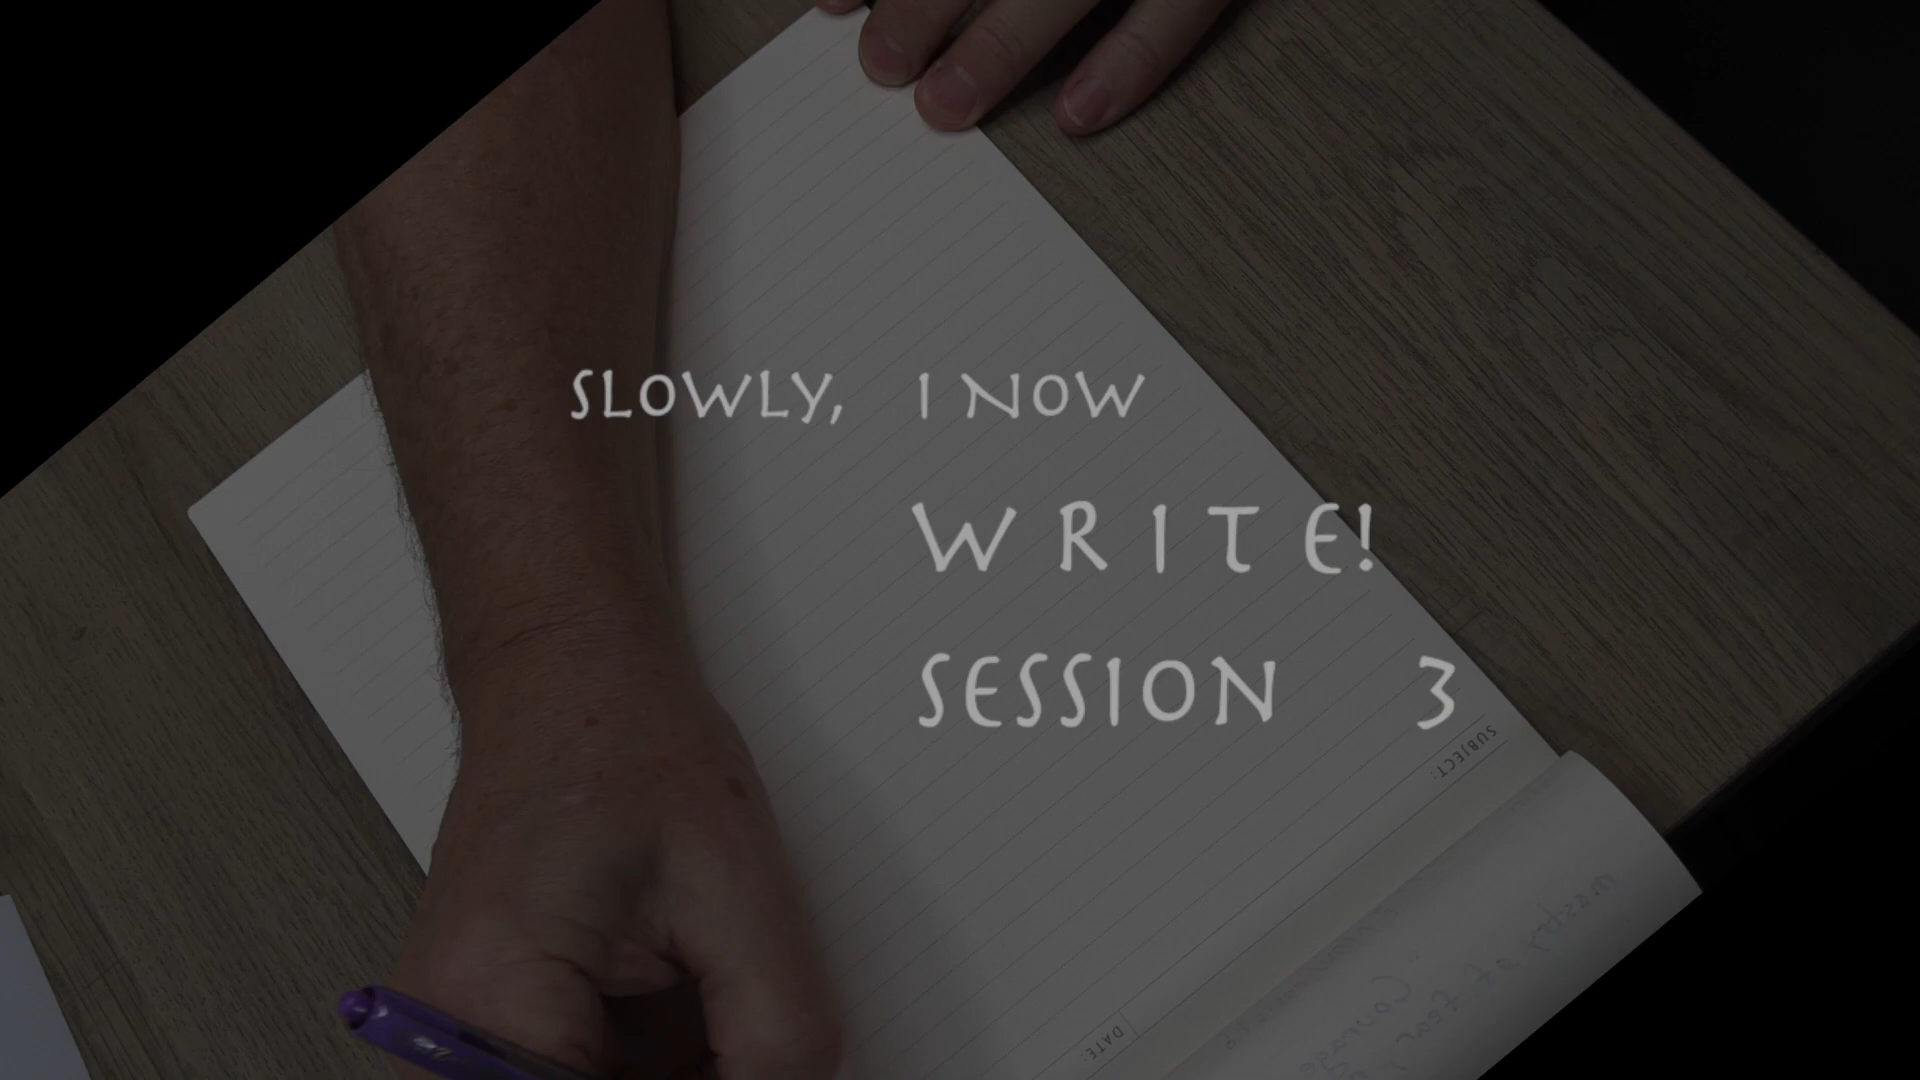 SLOWLY, I NOW
WRITE!
SESSION 3
SUBJECT:
DATE: